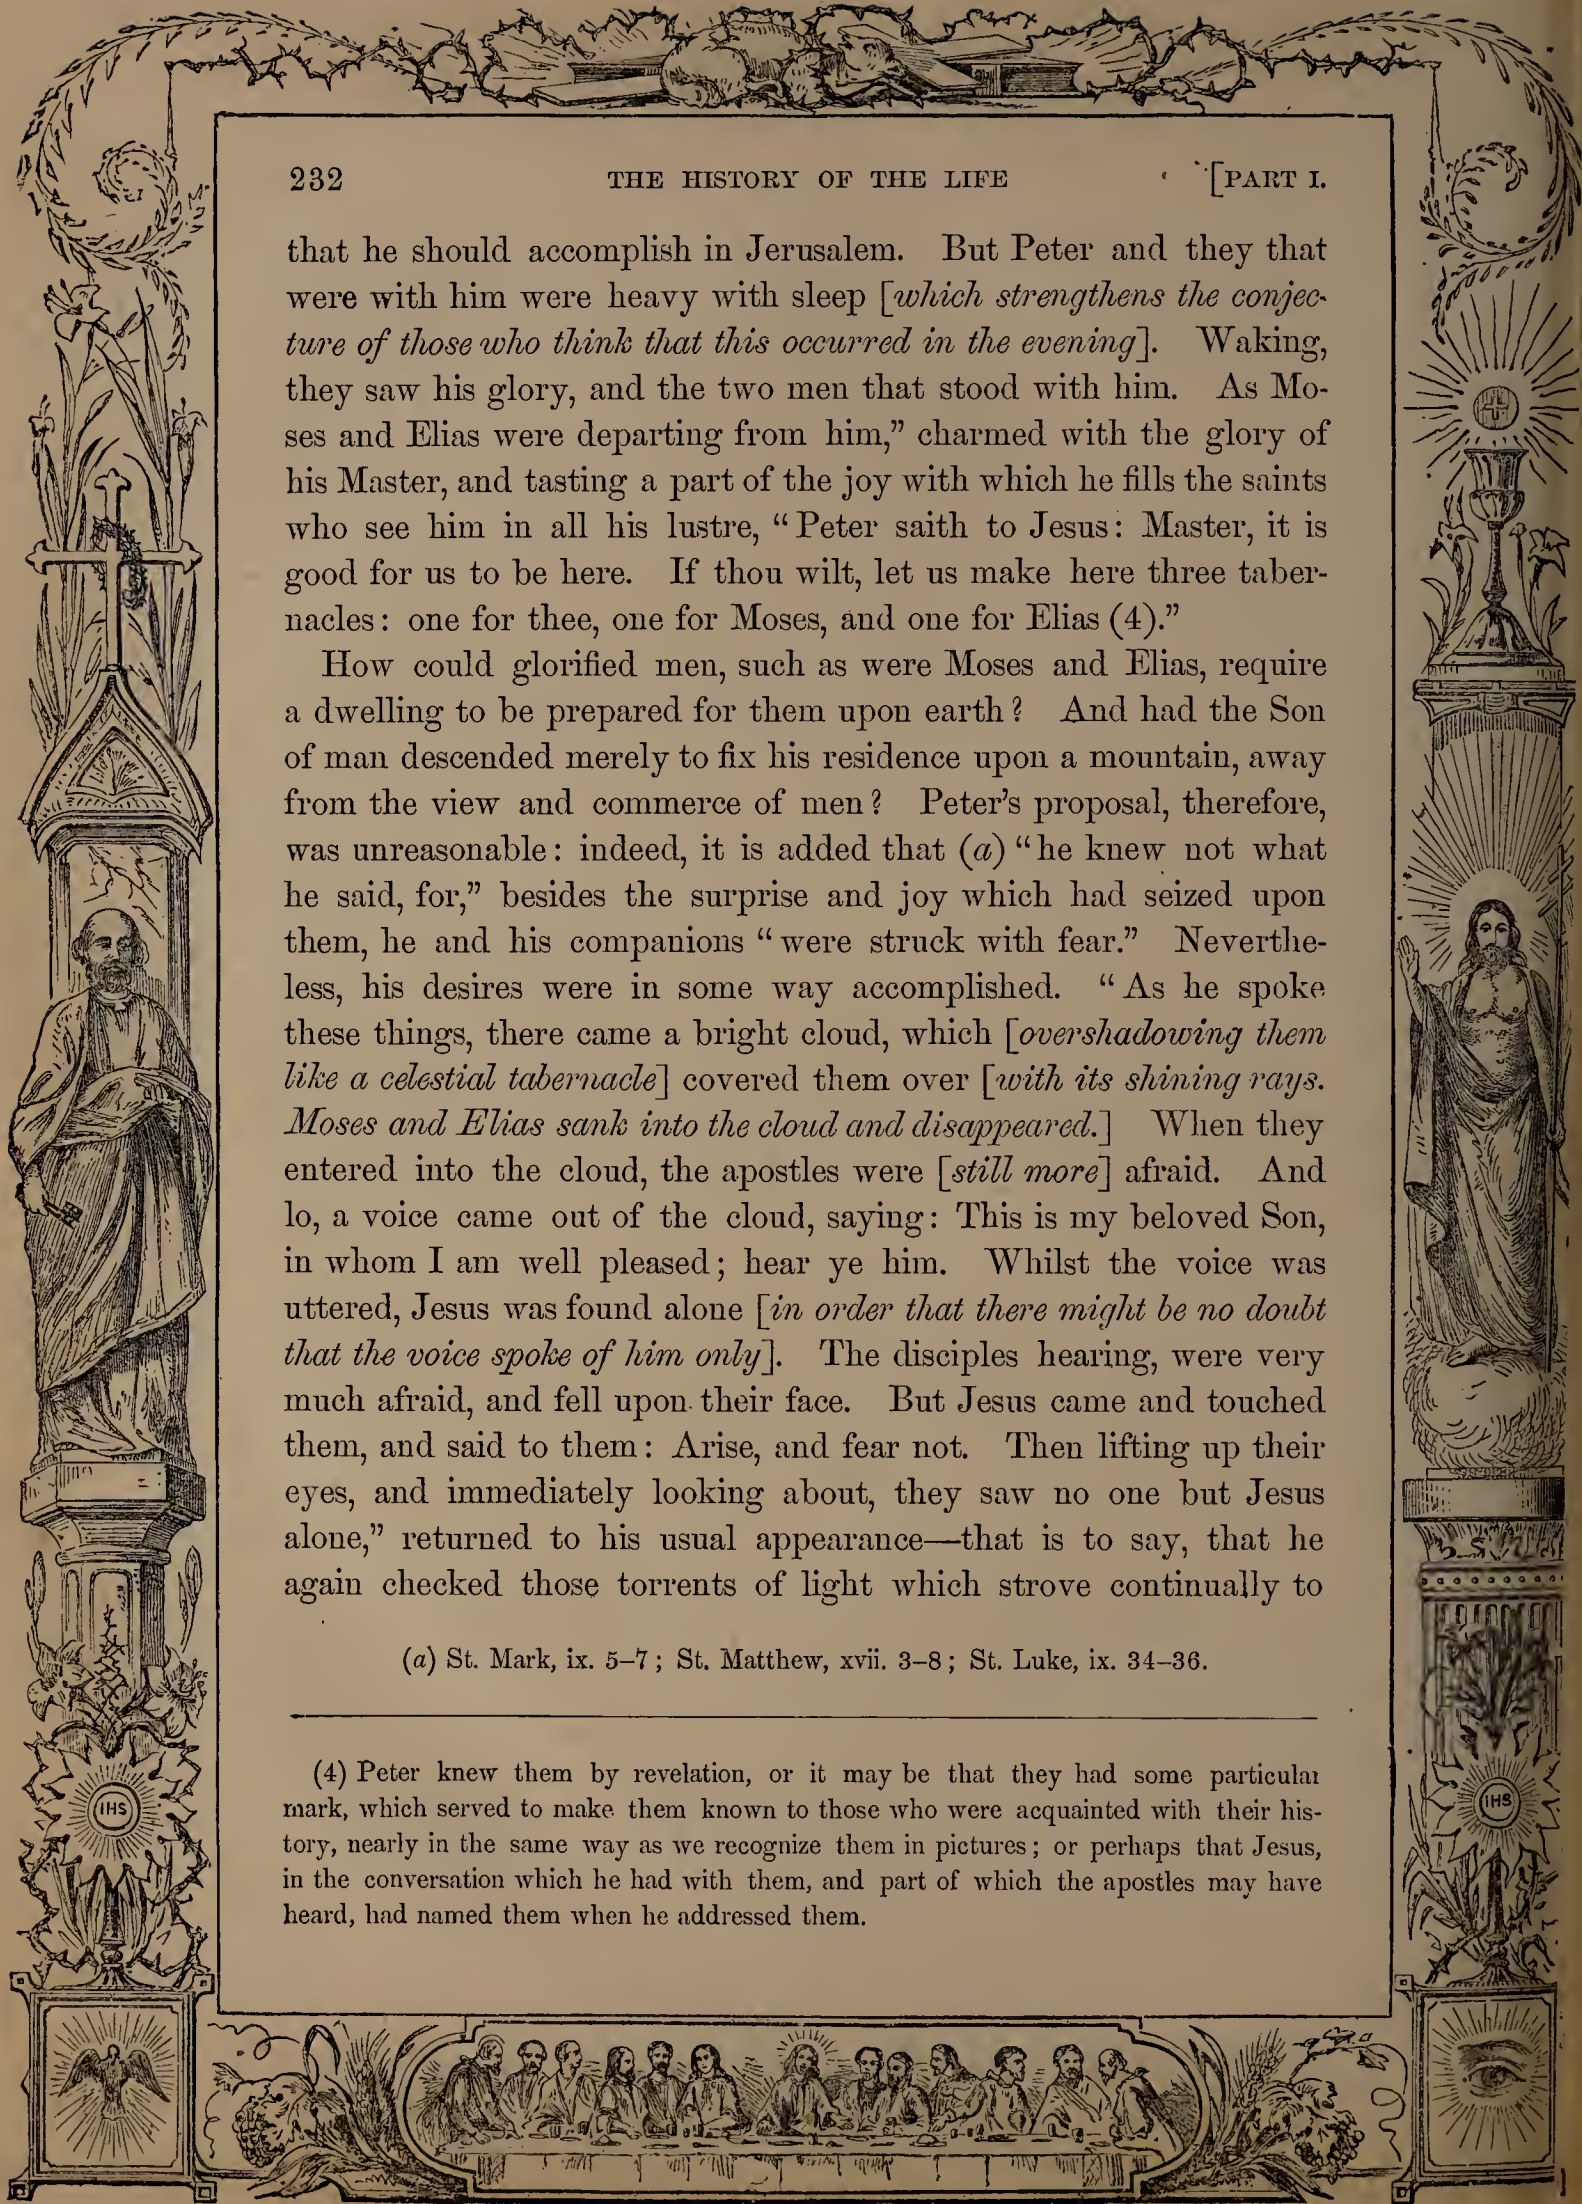 232 THE HISTORY OF THE LIFE [PART I.
that he should accomplish in Jerusalem. But Peter and they that
were with him were heavy with sleep [which strengthens the conjec-
ture of those who think that this occurred in the evening]. Waking,
they saw his glory, and the two men that stood with him. As Mo-
ses and Elias were departing from him,” charmed with the glory of
his Master, and tasting a part of the joy with which he fills the saints
who see him in all his lustre, “Peter saith to Jesus: Master, it is
good for us to be here. If thou wilt, let us make here three taber-
nacles: one for thee, one for Moses, and one for Elias (4).”
How could glorified men, such as were Moses and Elias, require
a dwelling to be prepared for them upon earth? And had the Son
of man descended merely to fix his residence upon a mountain, away
from the view and commerce of men? Peter’s proposal, therefore,
was unreasonable: indeed, it is added that (a) “he knew not what
he said, for,” besides the surprise and joy which had seized upon
them, he and his companions “were struck with fear.” Neverthe-
less, his desires were in some way accomplished. “As he spoke
these things, there came a bright cloud, which [overshadowing them
like a celestial tabernacle] covered them over [with its shining rays.
Moses and Elias sank into the cloud and disappeared.] When they
entered into the cloud, the apostles were [still more] afraid. And
lo, a voice came out of the cloud, saying: This is my beloved Son,
in whom I am well pleased; hear ye him. Whilst the voice was
uttered, Jesus was found alone [in order that there might be no doubt
that the voice spoke of him only]. The disciples hearing, were very
much afraid, and fell upon their face. But Jesus came and touched
them, and said to them: Arise, and fear not. Then lifting up their
eyes, and immediately looking about, they saw no one but Jesus
alone,” returned to his usual appearance—that is to say, that he
again checked those torrents of light which strove continually to
(a) St. Mark, ix. 5–7; St. Matthew, xvii. 3–8; St. Luke, ix. 34–36.
(4) Peter knew them by revelation, or it may be that they had some particular
mark, which served to make them known to those who were acquainted with their his-
tory, nearly in the same way as we recognize them in pictures; or perhaps that Jesus,
in the conversation which he had with them, and part of which the apostles may have
heard, had named them when he addressed them.
IHS
IHS